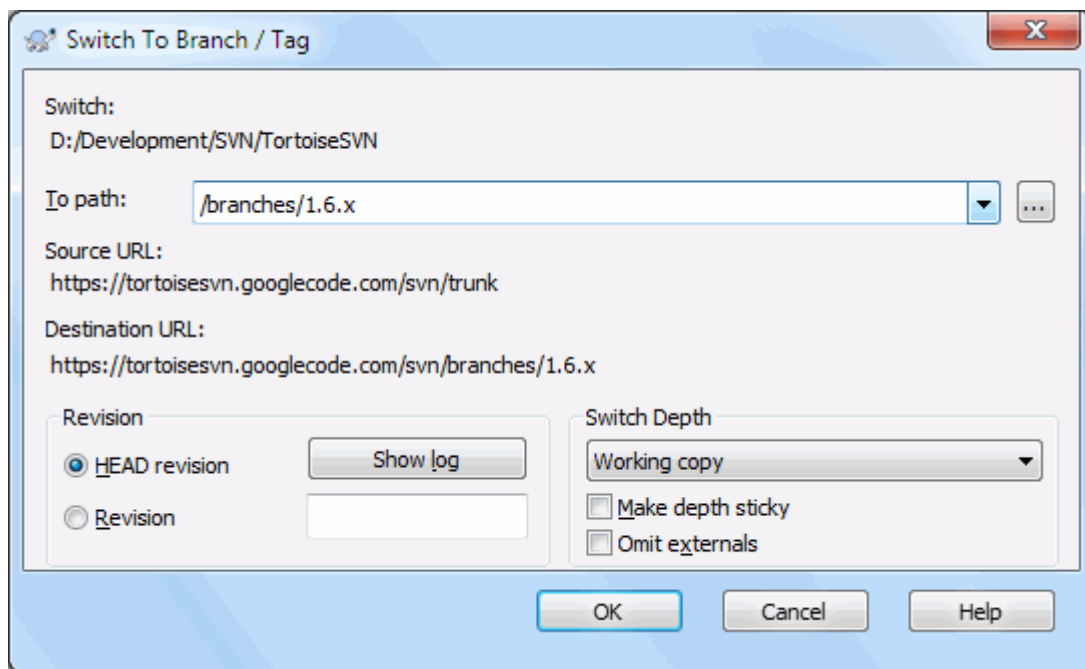 Switch To Branch / Tag
Switch:
D:/Development/SVN/TortoiseSVN
To path:
/branches/1.6.x
...
Source URL:
https://tortoisesvn.googlecode.com/svn/trunk
Destination URL:
https://tortoisesvn.googlecode.com/svn/branches/1.6.x
Revision
HEAD revision
Show log
Revision
Switch Depth
Working copy
Make depth sticky
Omit externals
OK
Cancel
Help